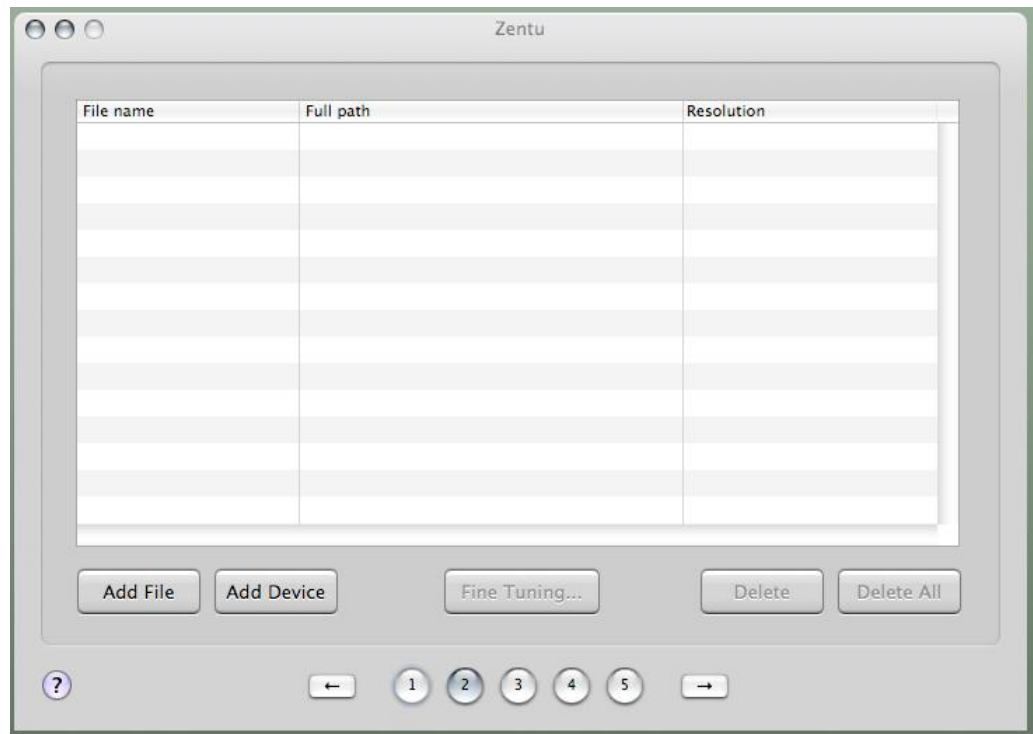 Zentu
File name Full path Resolution
Add File Add Device Fine Tuning... Delete Delete All
? ← 1 2 3 4 5 →